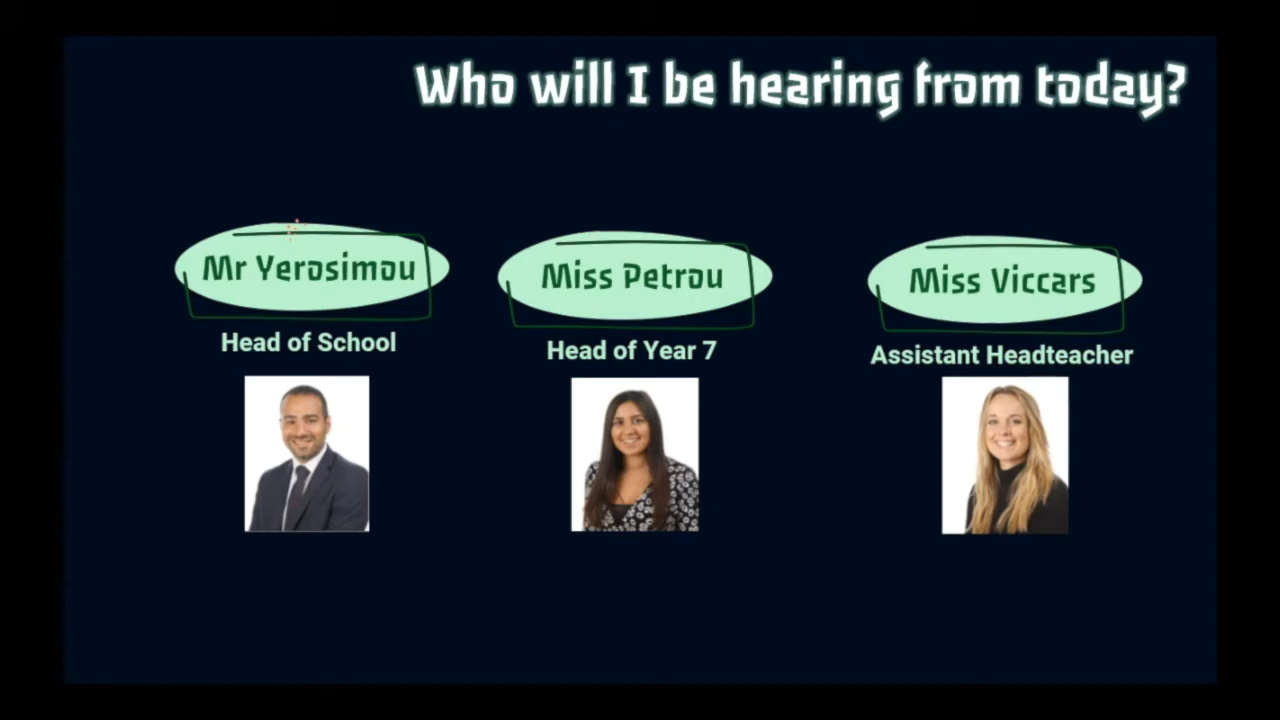 Who will I be hearing from today?
Mr Yerosimou
Miss Petrou
Miss Viccars
Head of School
Head of Year 7
Assistant Headteacher